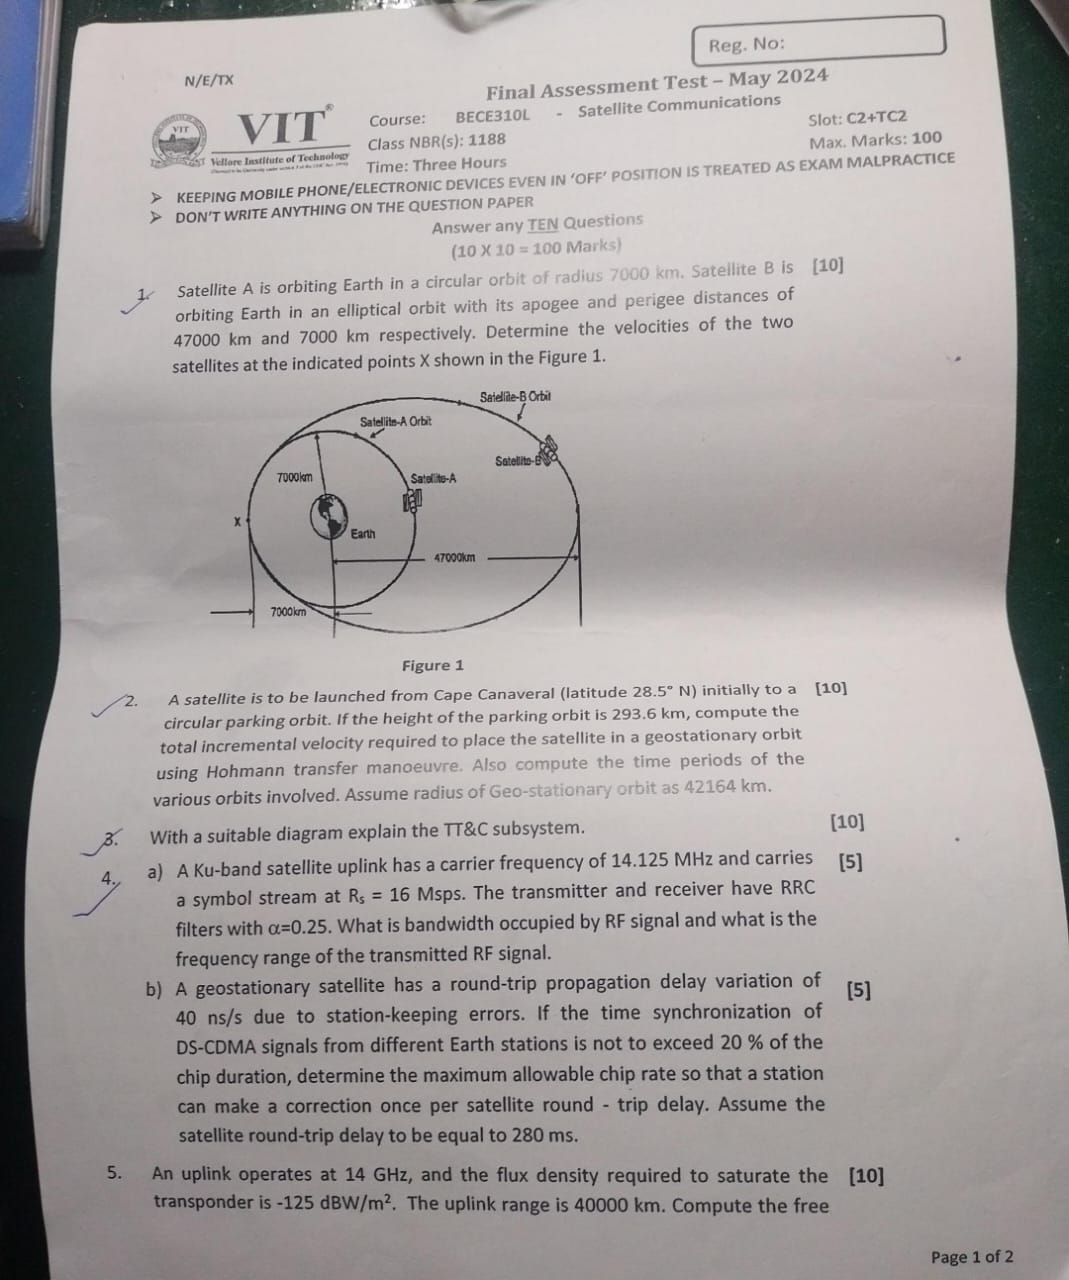 Reg. No:
N/E/TX
Final Assessment Test – May 2024
VIT®
Vellore Institute of Technology
Course: BECE310L - Satellite Communications
Class NBR(s): 1188
Slot: C2+TC2
Time: Three Hours
Max. Marks: 100
➢ KEEPING MOBILE PHONE/ELECTRONIC DEVICES EVEN IN 'OFF' POSITION IS TREATED AS EXAM MALPRACTICE
➢ DON'T WRITE ANYTHING ON THE QUESTION PAPER
Answer any TEN Questions
(10 X 10 = 100 Marks)
1. Satellite A is orbiting Earth in a circular orbit of radius 7000 km. Satellite B is [10]
orbiting Earth in an elliptical orbit with its apogee and perigee distances of
47000 km and 7000 km respectively. Determine the velocities of the two
satellites at the indicated points X shown in the Figure 1.
Satellite-B Orbit
Satellite-A Orbit
Satellite-B
7000km
Satellite-A
X
Earth
47000km
7000km
Figure 1
2. A satellite is to be launched from Cape Canaveral (latitude 28.5° N) initially to a [10]
circular parking orbit. If the height of the parking orbit is 293.6 km, compute the
total incremental velocity required to place the satellite in a geostationary orbit
using Hohmann transfer manoeuvre. Also compute the time periods of the
various orbits involved. Assume radius of Geo-stationary orbit as 42164 km.
3. With a suitable diagram explain the TT&C subsystem. [10]
4. a) A Ku-band satellite uplink has a carrier frequency of 14.125 MHz and carries [5]
a symbol stream at Rs = 16 Msps. The transmitter and receiver have RRC
filters with α=0.25. What is bandwidth occupied by RF signal and what is the
frequency range of the transmitted RF signal.
b) A geostationary satellite has a round-trip propagation delay variation of [5]
40 ns/s due to station-keeping errors. If the time synchronization of
DS-CDMA signals from different Earth stations is not to exceed 20 % of the
chip duration, determine the maximum allowable chip rate so that a station
can make a correction once per satellite round - trip delay. Assume the
satellite round-trip delay to be equal to 280 ms.
5. An uplink operates at 14 GHz, and the flux density required to saturate the [10]
transponder is -125 dBW/m². The uplink range is 40000 km. Compute the free
Page 1 of 2